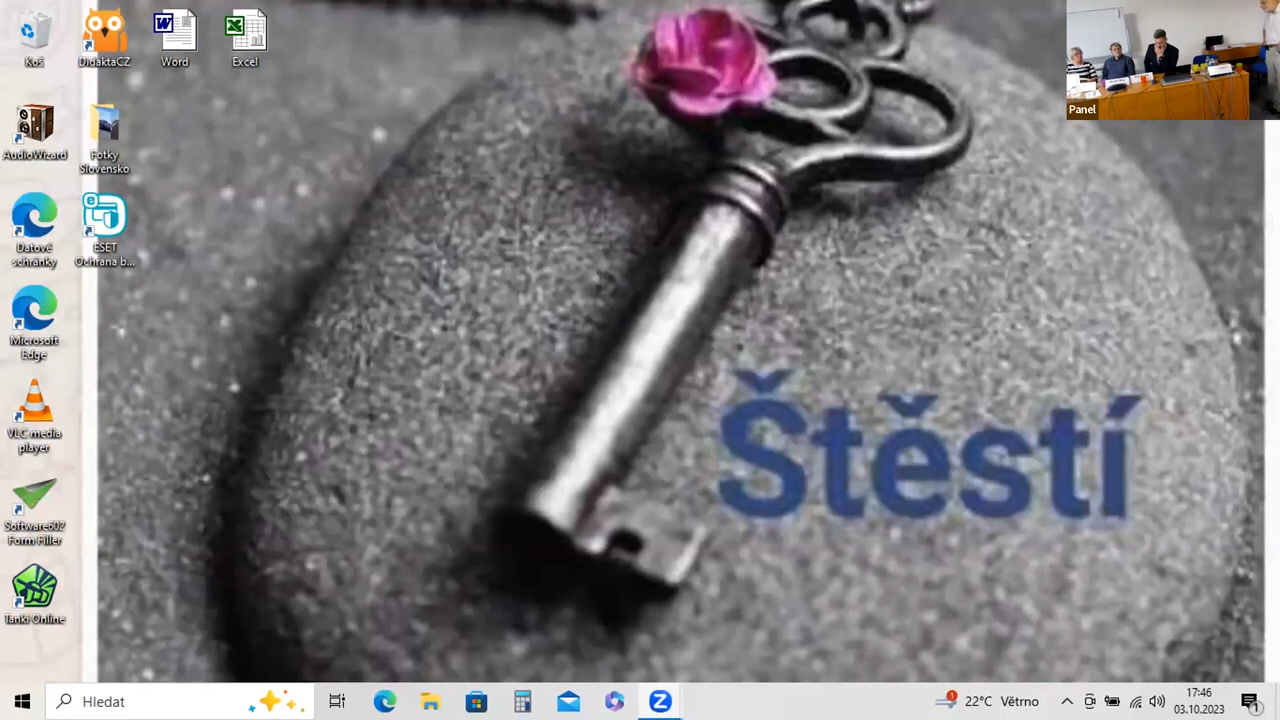 Koš
DidaktaCZ
Word
Excel
Panel
AudioWizard
Fotky
Slovensko
Datové
schránky
ESET
Ochrana b...
Microsoft
Edge
VLC media
player
Štěstí
Software602
Form Filler
Tanki Online
Hledat
22°C Větrno
17:46
03.10.2023